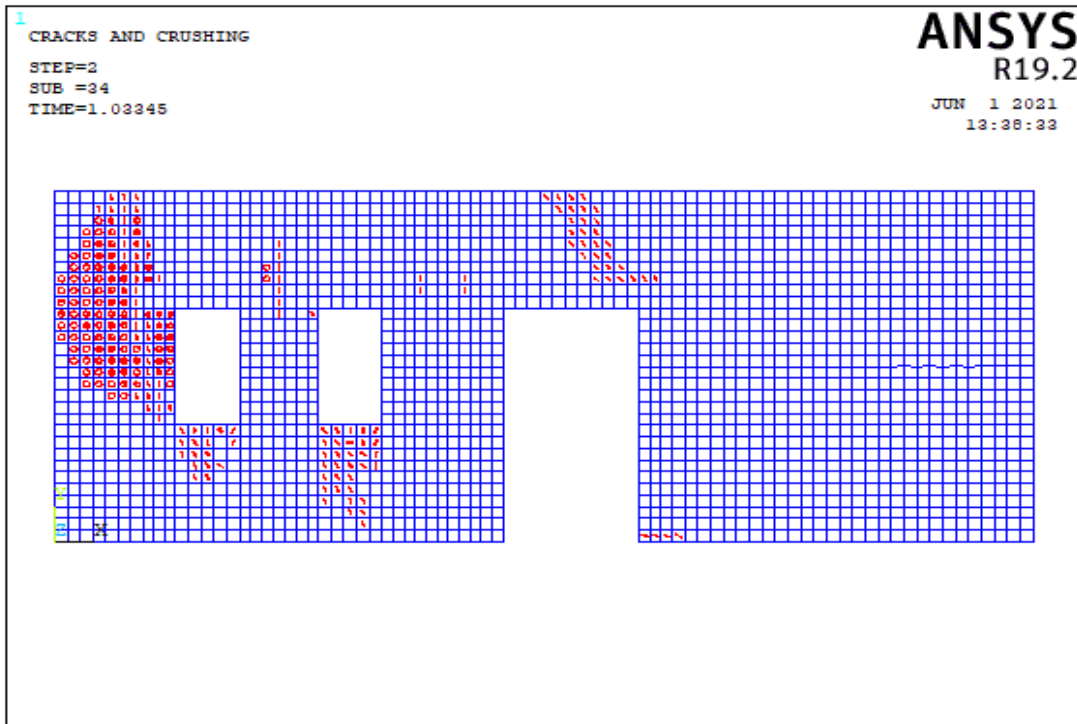 1
CRACKS AND CRUSHING
STEP=2
SUB =34
TIME=1.03345
ANSYS
R19.2
JUN  1 2021
13:38:33
Y
Z X